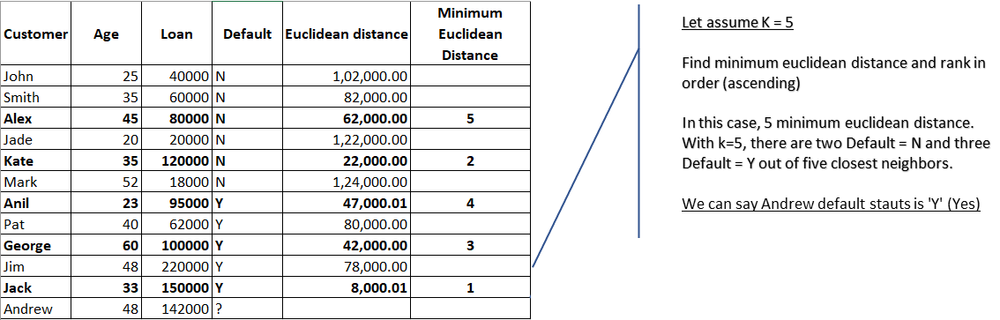 Customer Age Loan Default Euclidean distance Minimum Euclidean Distance
John 25 40000 N 1,02,000.00
Smith 35 60000 N 82,000.00
Alex 45 80000 N 62,000.00 5
Jade 20 20000 N 1,22,000.00
Kate 35 120000 N 22,000.00 2
Mark 52 18000 N 1,24,000.00
Anil 23 95000 Y 47,000.01 4
Pat 40 62000 Y 80,000.00
George 60 100000 Y 42,000.00 3
Jim 48 220000 Y 78,000.00
Jack 33 150000 Y 8,000.01 1
Andrew 48 142000 ?
Let assume K = 5
Find minimum euclidean distance and rank in
order (ascending)
In this case, 5 minimum euclidean distance.
With k=5, there are two Default = N and three
Default = Y out of five closest neighbors.
We can say Andrew default stauts is 'Y' (Yes)